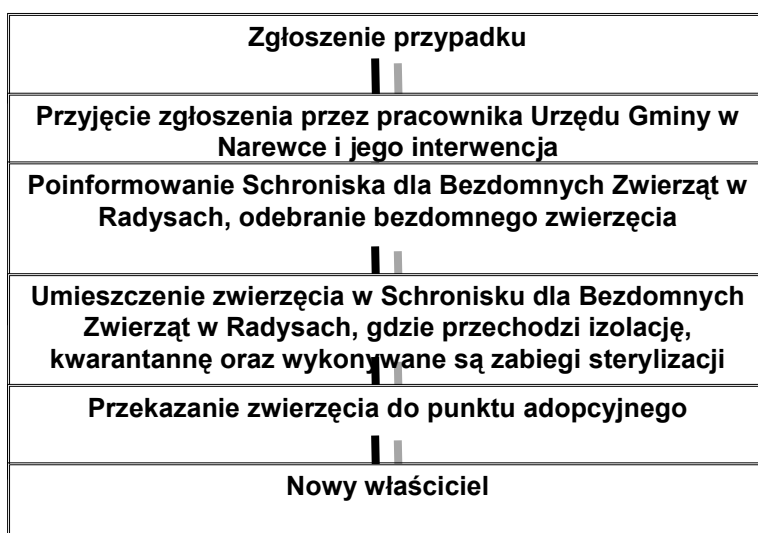 Zgłoszenie przypadku
Przyjęcie zgłoszenia przez pracownika Urzędu Gminy w
Narewce i jego interwencja
Poinformowanie Schroniska dla Bezdomnych Zwierząt w
Radysach, odebranie bezdomnego zwierzęcia
Umieszczenie zwierzęcia w Schronisku dla Bezdomnych
Zwierząt w Radysach, gdzie przechodzi izolację,
kwarantannę oraz wykonywane są zabiegi sterylizacji
Przekazanie zwierzęcia do punktu adopcyjnego
Nowy właściciel